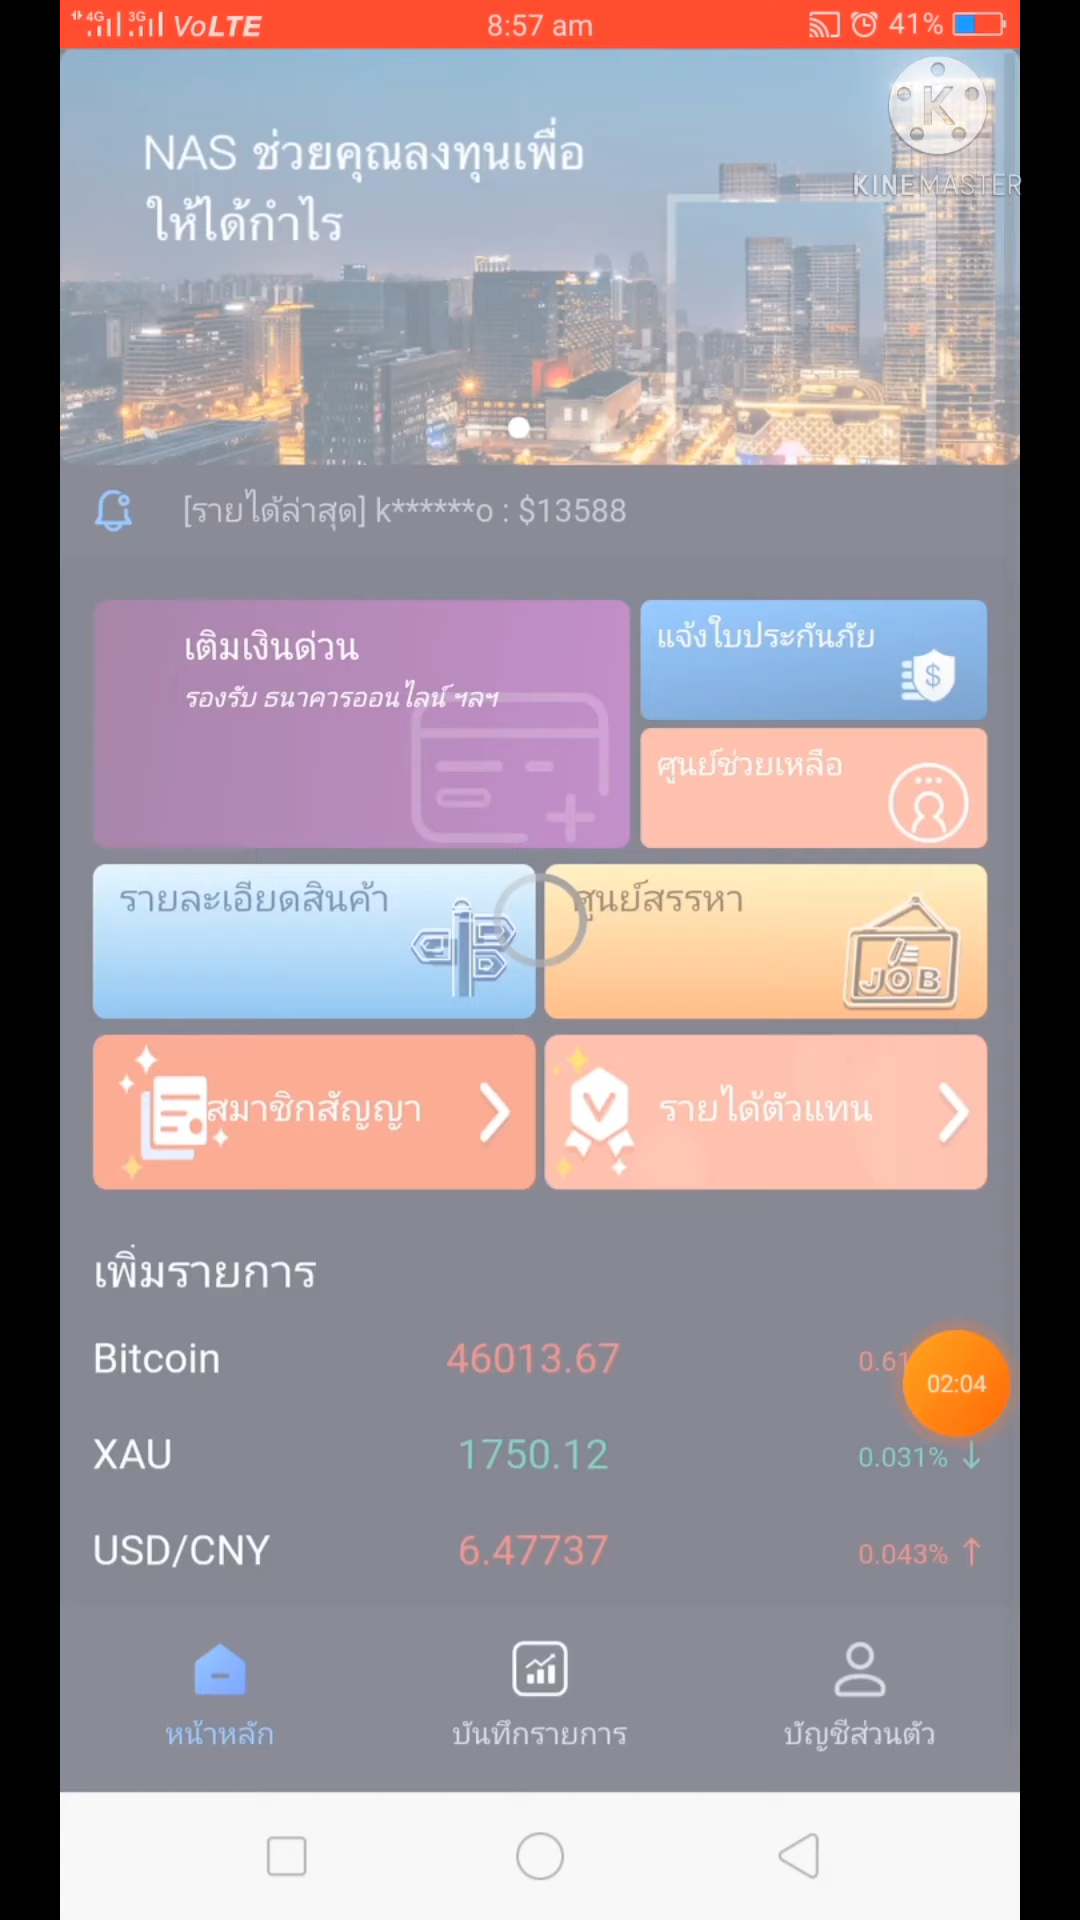 4G 3G VoLTE 8:57 am 41%
K
KINEMASTER
NAS ช่วยคุณลงทุนเพื่อ
ให้ได้กำไร
[รายได้ล่าสุด] k******o : $13588
เติมเงินด่วน
รองรับ ธนาคารออนไลน์ ฯลฯ
แจ้งใบประกันภัย
$
ศูนย์ช่วยเหลือ
รายละเอียดสินค้า
ศูนย์สรรหา
JOB
สมาชิกสัญญา
รายได้ตัวแทน
เพิ่มรายการ
Bitcoin 46013.67 0.61
02:04
XAU 1750.12 0.031% ↓
USD/CNY 6.47737 0.043% ↑
หน้าหลัก บันทึกรายการ บัญชีส่วนตัว